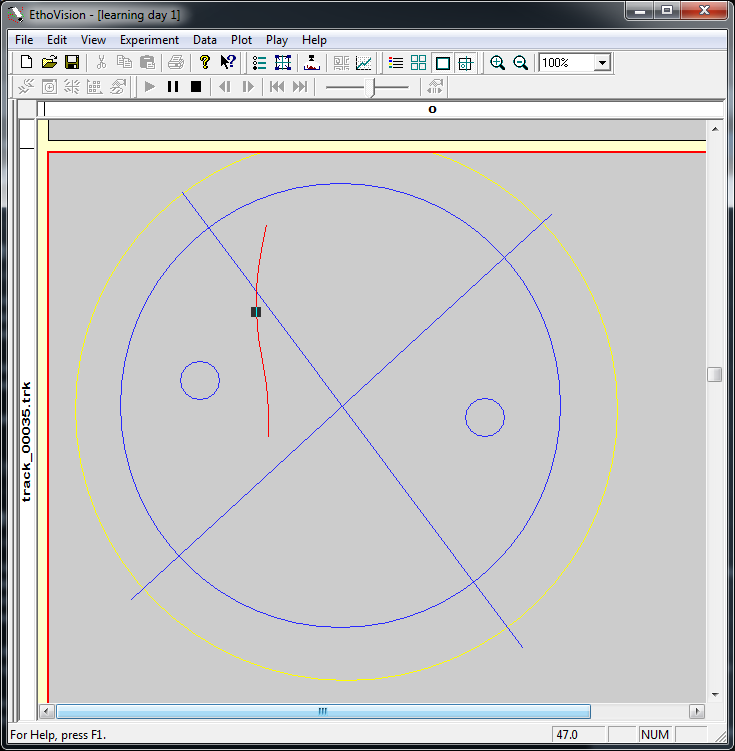 EthoVision - [learning day 1]
File Edit View Experiment Data Plot Play Help
100%
0
track_00035.trk
For Help, press F1.
47.0
NUM